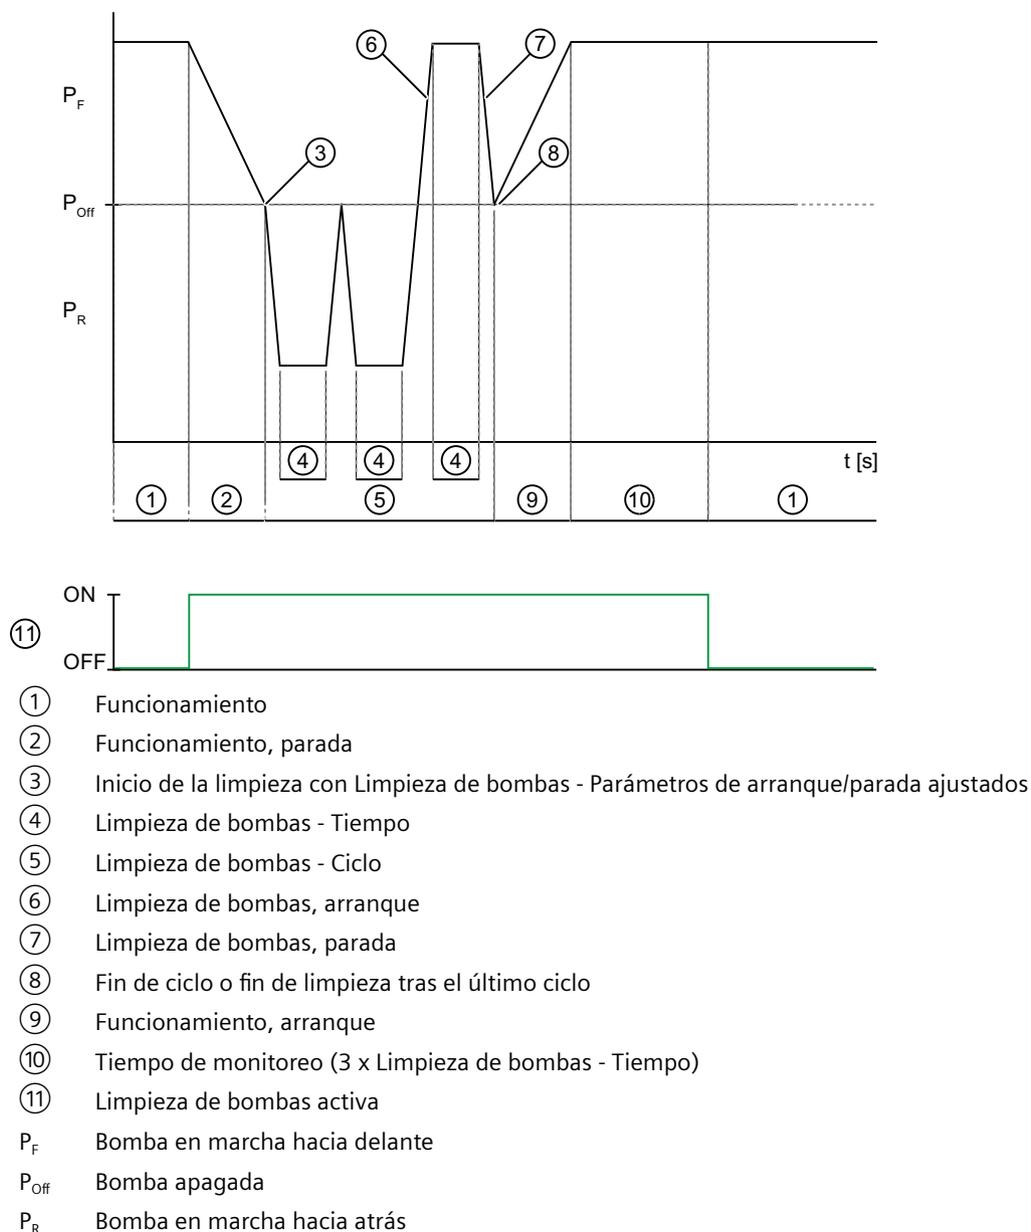 ⑥ ⑦
P_F
③ ⑧
P_Off
P_R
④ ④ ④ t [s]
① ② ⑤ ⑨ ⑩ ①
ON
⑪
OFF
① Funcionamiento
② Funcionamiento, parada
③ Inicio de la limpieza con Limpieza de bombas - Parámetros de arranque/parada ajustados
④ Limpieza de bombas - Tiempo
⑤ Limpieza de bombas - Ciclo
⑥ Limpieza de bombas, arranque
⑦ Limpieza de bombas, parada
⑧ Fin de ciclo o fin de limpieza tras el último ciclo
⑨ Funcionamiento, arranque
⑩ Tiempo de monitoreo (3 x Limpieza de bombas - Tiempo)
⑪ Limpieza de bombas activa
P_F Bomba en marcha hacia delante
P_Off Bomba apagada
P_R Bomba en marcha hacia atrás